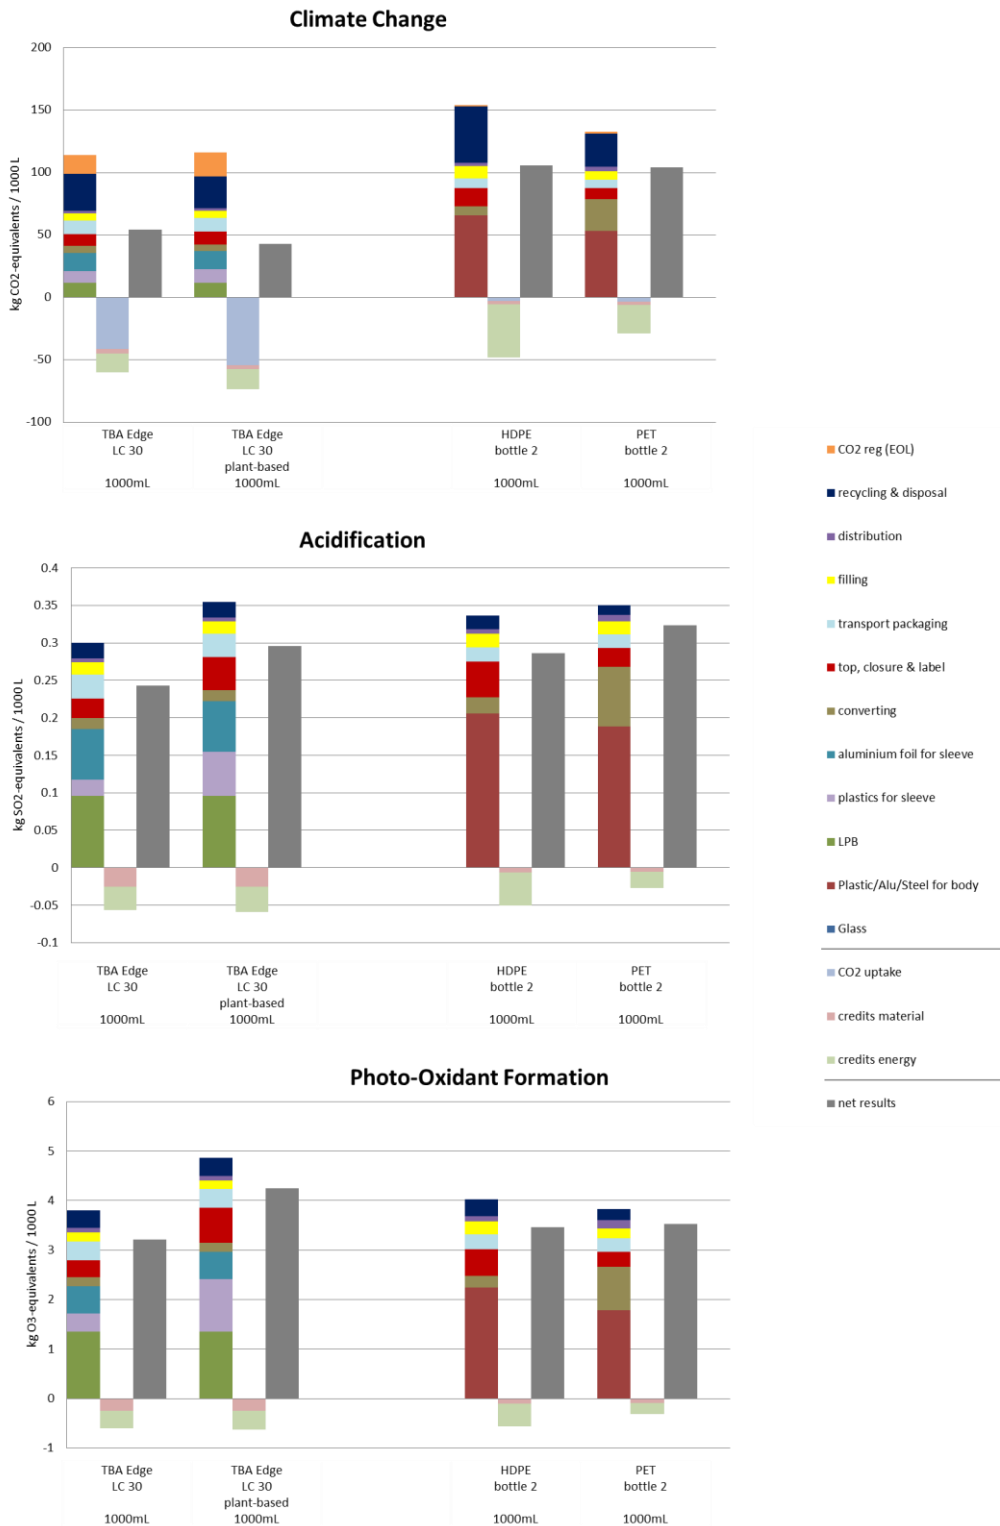 Climate Change
kg CO2-equivalents / 1000 L
200
150
100
50
0
-50
-100
TBA Edge
LC 30
1000mL
TBA Edge
LC 30
plant-based
1000mL
HDPE
bottle 2
1000mL
PET
bottle 2
1000mL
Acidification
kg SO2-equivalents / 1000 L
0.4
0.35
0.3
0.25
0.2
0.15
0.1
0.05
0
-0.05
-0.1
TBA Edge
LC 30
1000mL
TBA Edge
LC 30
plant-based
1000mL
HDPE
bottle 2
1000mL
PET
bottle 2
1000mL
Photo-Oxidant Formation
kg O3-equivalents / 1000 L
6
5
4
3
2
1
0
-1
TBA Edge
LC 30
1000mL
TBA Edge
LC 30
plant-based
1000mL
HDPE
bottle 2
1000mL
PET
bottle 2
1000mL
CO2 reg (EOL)
recycling & disposal
distribution
filling
transport packaging
top, closure & label
converting
aluminium foil for sleeve
plastics for sleeve
LPB
Plastic/Alu/Steel for body
Glass
CO2 uptake
credits material
credits energy
net results